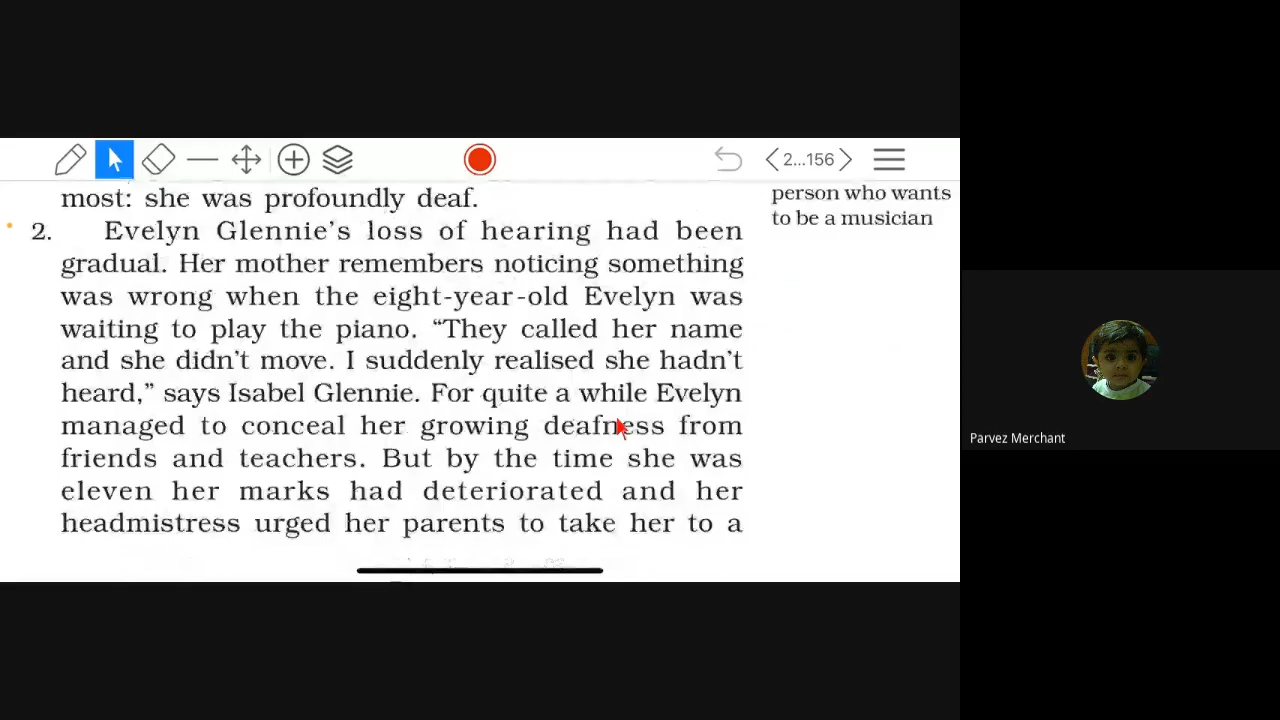 2...156
most: she was profoundly deaf.
person who wants
to be a musician
2. Evelyn Glennie's loss of hearing had been
gradual. Her mother remembers noticing something
was wrong when the eight-year-old Evelyn was
waiting to play the piano. “They called her name
and she didn't move. I suddenly realised she hadn't
heard,” says Isabel Glennie. For quite a while Evelyn
managed to conceal her growing deafness from
friends and teachers. But by the time she was
eleven her marks had deteriorated and her
headmistress urged her parents to take her to a
Parvez Merchant